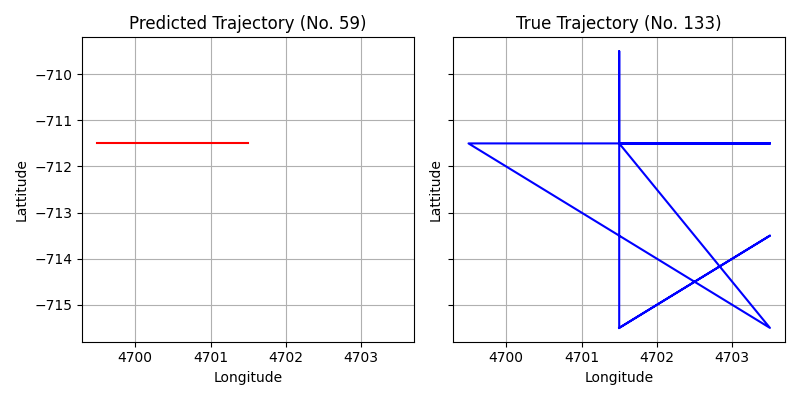 Predicted Trajectory (No. 59)
True Trajectory (No. 133)
−710
−711
−712
−713
−714
−715
Lattitude
4700 4701 4702 4703
Longitude
Lattitude
4700 4701 4702 4703
Longitude